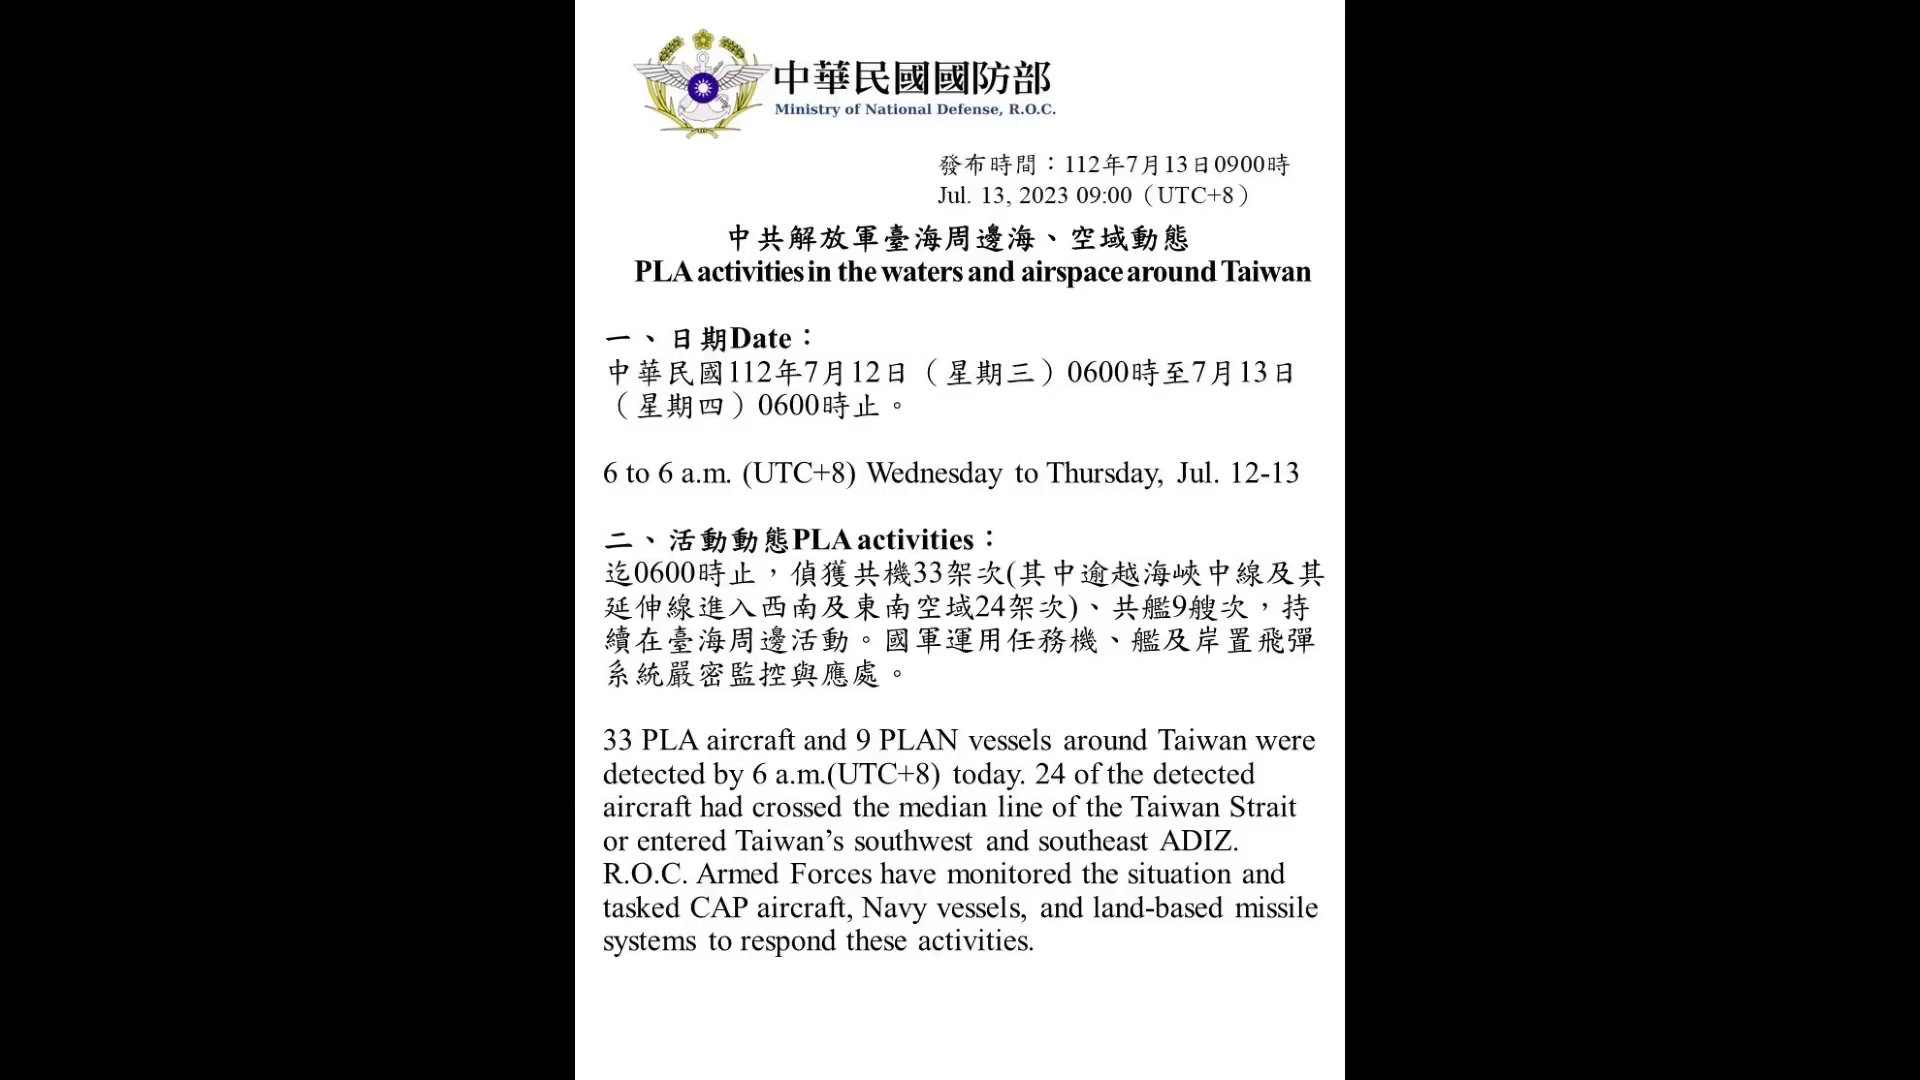 中華民國國防部
Ministry of National Defense, R.O.C.
發布時間：112年7月13日0900時
Jul. 13, 2023 09:00（UTC+8）
中共解放軍臺海周邊海、空域動態
PLA activities in the waters and airspace around Taiwan
一、日期Date：
中華民國112年7月12日（星期三）0600時至7月13日
（星期四）0600時止。
6 to 6 a.m. (UTC+8) Wednesday to Thursday, Jul. 12-13
二、活動動態PLA activities：
迄0600時止，偵獲共機33架次(其中逾越海峽中線及其
延伸線進入西南及東南空域24架次)、共艦9艘次，持
續在臺海周邊活動。國軍運用任務機、艦及岸置飛彈
系統嚴密監控與應處。
33 PLA aircraft and 9 PLAN vessels around Taiwan were
detected by 6 a.m.(UTC+8) today. 24 of the detected
aircraft had crossed the median line of the Taiwan Strait
or entered Taiwan’s southwest and southeast ADIZ.
R.O.C. Armed Forces have monitored the situation and
tasked CAP aircraft, Navy vessels, and land-based missile
systems to respond these activities.